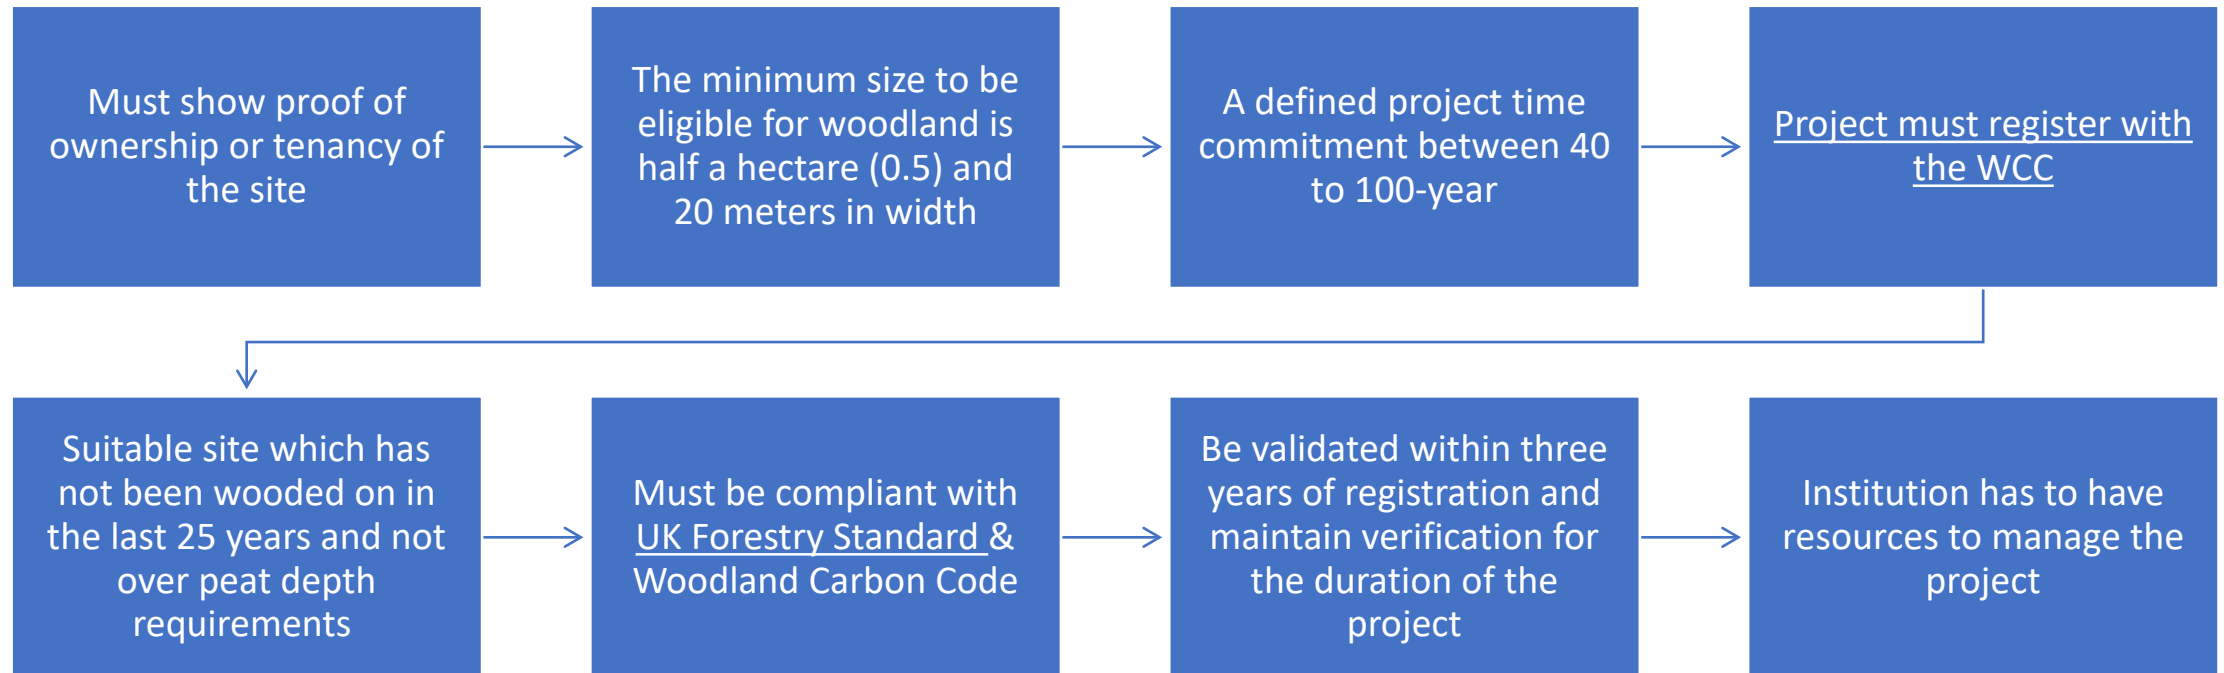 Must show proof of
ownership or tenancy of
the site
The minimum size to be
eligible for woodland is
half a hectare (0.5) and
20 meters in width
A defined project time
commitment between 40
to 100-year
Project must register with
the WCC
Suitable site which has
not been wooded on in
the last 25 years and not
over peat depth
requirements
Must be compliant with
UK Forestry Standard &
Woodland Carbon Code
Be validated within three
years of registration and
maintain verification for
the duration of the
project
Institution has to have
resources to manage the
project